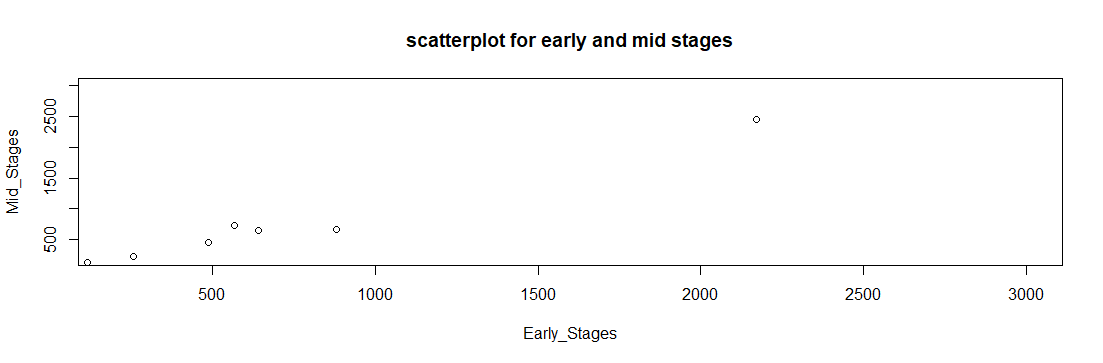 scatterplot for early and mid stages
Mid_Stages
2500
1500
500
500 1000 1500 2000 2500 3000
Early_Stages